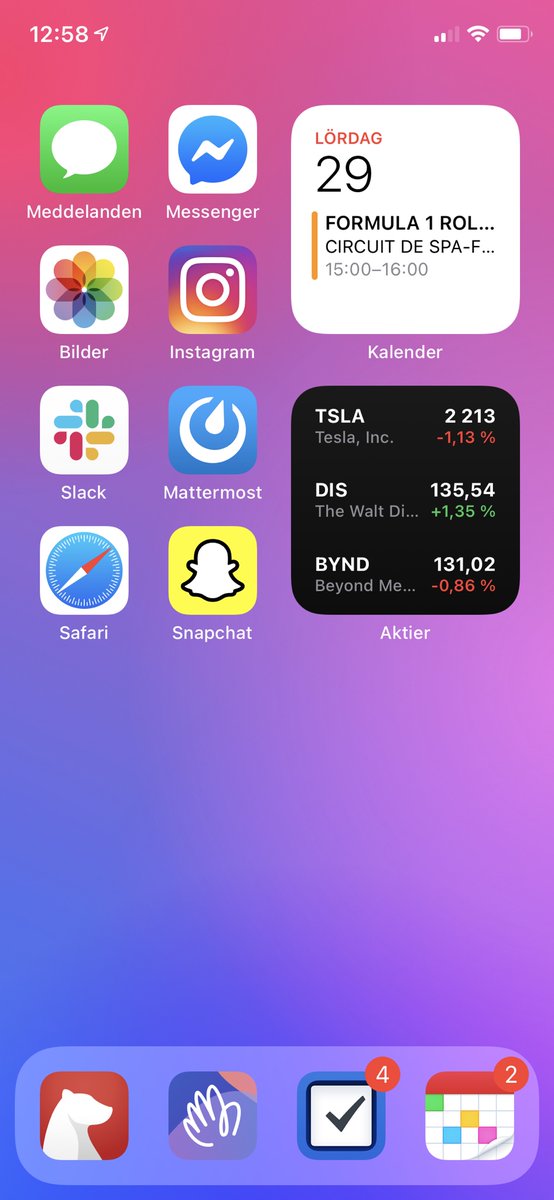 12:58
Meddelanden
Messenger
LÖRDAG
29
FORMULA 1 ROL...
CIRCUIT DE SPA-F...
15:00–16:00
Kalender
Bilder
Instagram
Slack
Mattermost
TSLA 2 213
Tesla, Inc. -1,13 %
DIS 135,54
The Walt Di... +1,35 %
BYND 131,02
Beyond Me... -0,86 %
Aktier
Safari
Snapchat
4
2